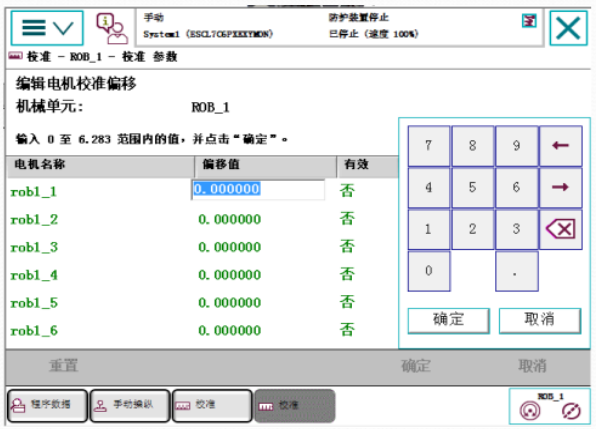 手动
System1 (ESCL7C6PXEXYMDN)
防护装置停止
已停止 (速度 100%)
校准 - ROB_1 - 校准 参数
编辑电机校准偏移
机械单元: ROB_1
输入 0 至 6.283 范围内的值，并点击“确定”。
电机名称 偏移值 有效
rob1_1 0.000000 否
rob1_2 0.000000 否
rob1_3 0.000000 否
rob1_4 0.000000 否
rob1_5 0.000000 否
rob1_6 0.000000 否
7 8 9
4 5 6
1 2 3
0 .
确定 取消
重置 确定 取消
程序数据 手动操纵 校准 校准 ROB_1